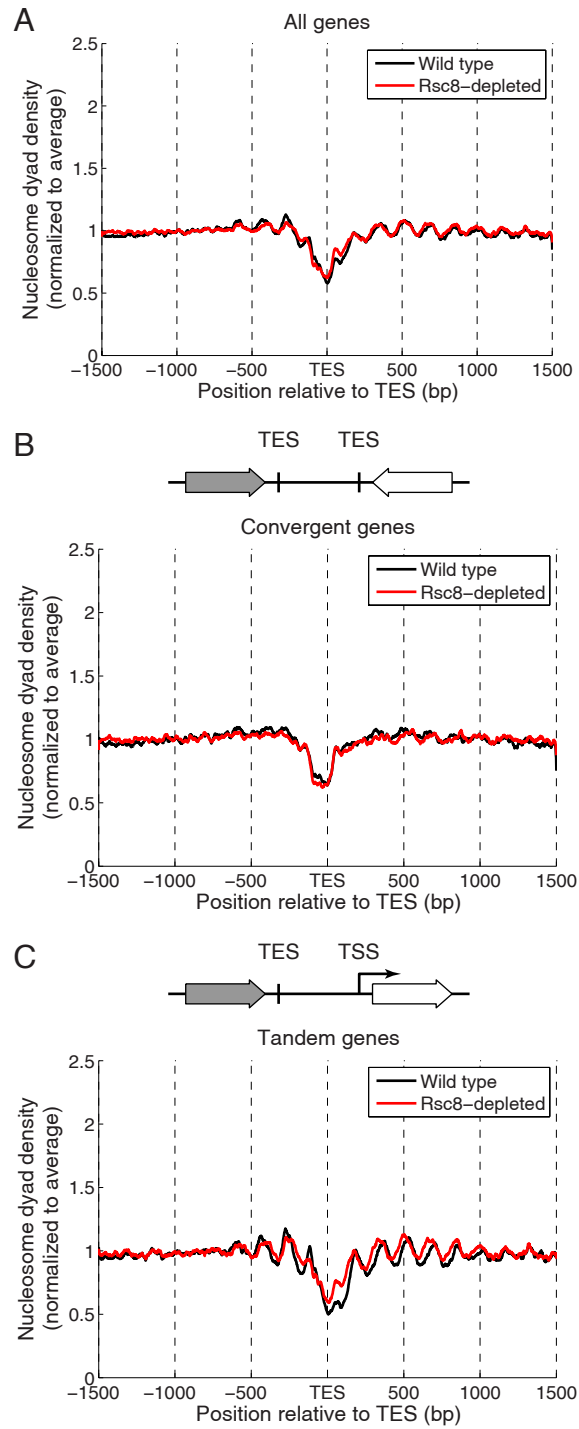 A
All genes
Nucleosome dyad density
(normalized to average)
2.5
2
1.5
1
0.5
0
Wild type
Rsc8−depleted
−1500 −1000 −500 TES 500 1000 1500
Position relative to TES (bp)
B
TES TES
Convergent genes
Nucleosome dyad density
(normalized to average)
2.5
2
1.5
1
0.5
0
Wild type
Rsc8−depleted
−1500 −1000 −500 TES 500 1000 1500
Position relative to TES (bp)
C
TES TSS
Tandem genes
Nucleosome dyad density
(normalized to average)
2.5
2
1.5
1
0.5
0
Wild type
Rsc8−depleted
−1500 −1000 −500 TES 500 1000 1500
Position relative to TES (bp)